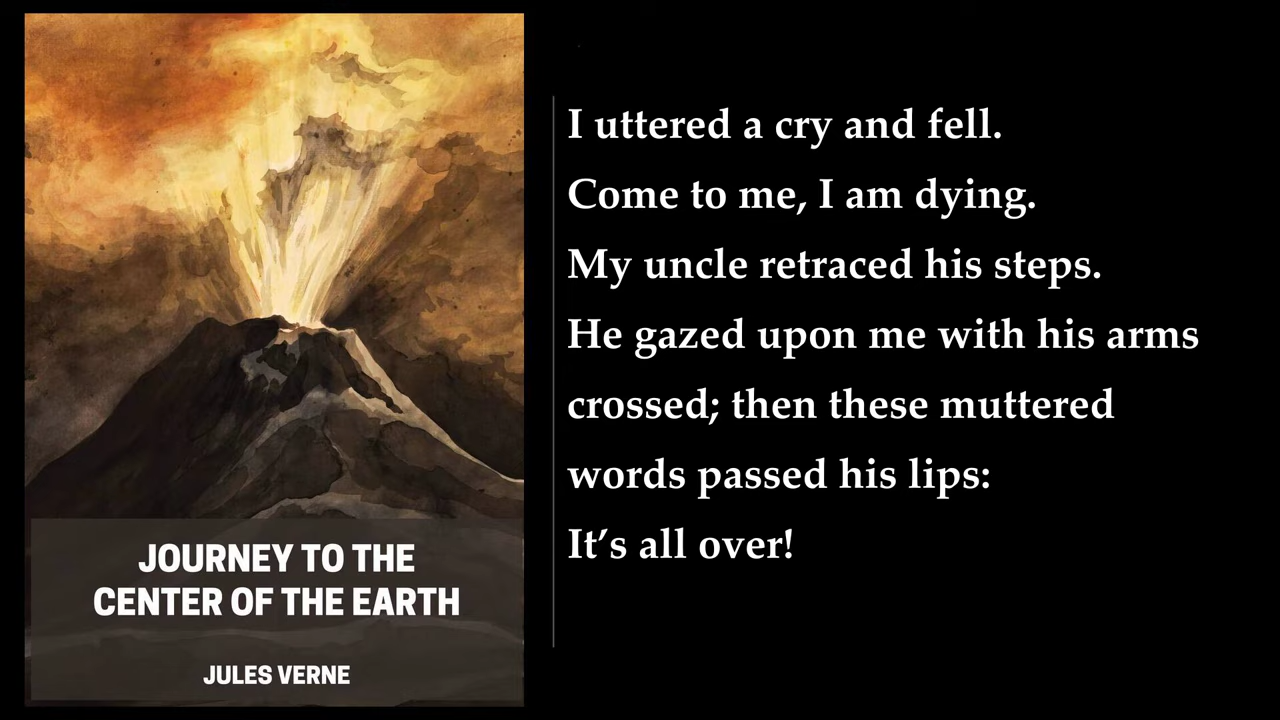 JOURNEY TO THE
CENTER OF THE EARTH
JULES VERNE
I uttered a cry and fell.
Come to me, I am dying.
My uncle retraced his steps.
He gazed upon me with his arms
crossed; then these muttered
words passed his lips:
It’s all over!